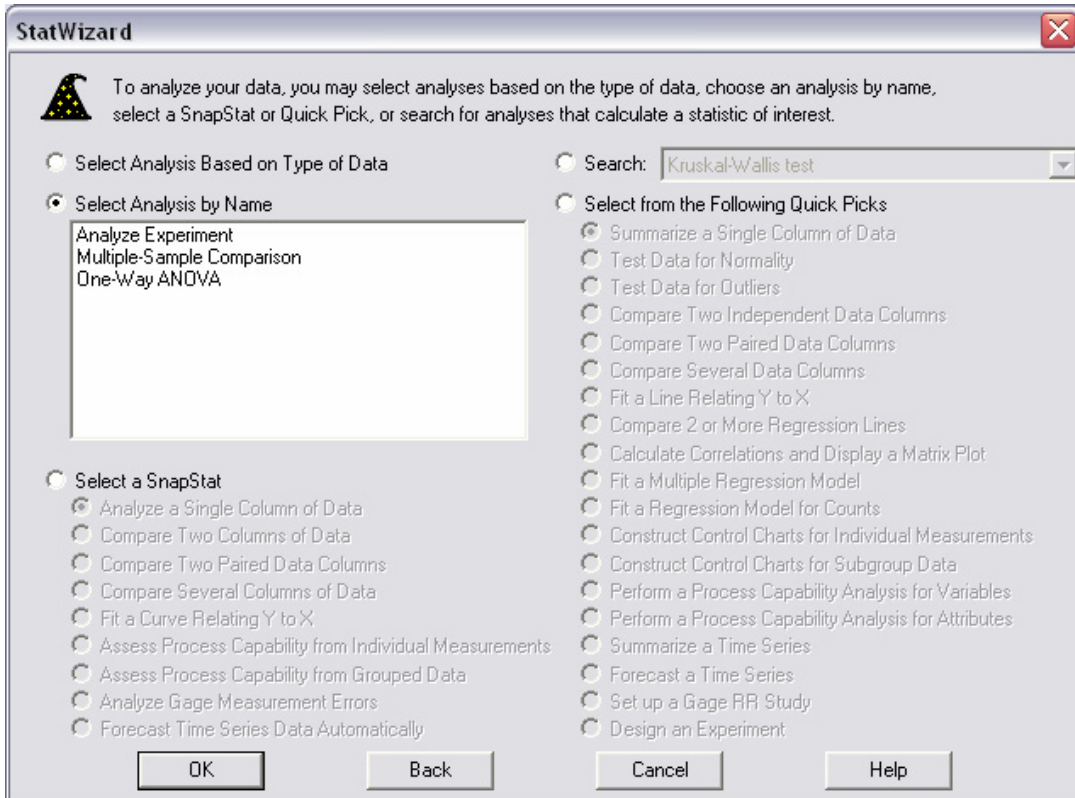 StatWizard
To analyze your data, you may select analyses based on the type of data, choose an analysis by name,
select a SnapStat or Quick Pick, or search for analyses that calculate a statistic of interest.
Select Analysis Based on Type of Data
Select Analysis by Name
Analyze Experiment
Multiple-Sample Comparison
One-Way ANOVA
Select a SnapStat
Analyze a Single Column of Data
Compare Two Columns of Data
Compare Two Paired Data Columns
Compare Several Columns of Data
Fit a Curve Relating Y to X
Assess Process Capability from Individual Measurements
Assess Process Capability from Grouped Data
Analyze Gage Measurement Errors
Forecast Time Series Data Automatically
Search: Kruskal-Wallis test
Select from the Following Quick Picks
Summarize a Single Column of Data
Test Data for Normality
Test Data for Outliers
Compare Two Independent Data Columns
Compare Two Paired Data Columns
Compare Several Data Columns
Fit a Line Relating Y to X
Compare 2 or More Regression Lines
Calculate Correlations and Display a Matrix Plot
Fit a Multiple Regression Model
Fit a Regression Model for Counts
Construct Control Charts for Individual Measurements
Construct Control Charts for Subgroup Data
Perform a Process Capability Analysis for Variables
Perform a Process Capability Analysis for Attributes
Summarize a Time Series
Forecast a Time Series
Set up a Gage RR Study
Design an Experiment
OK Back Cancel Help